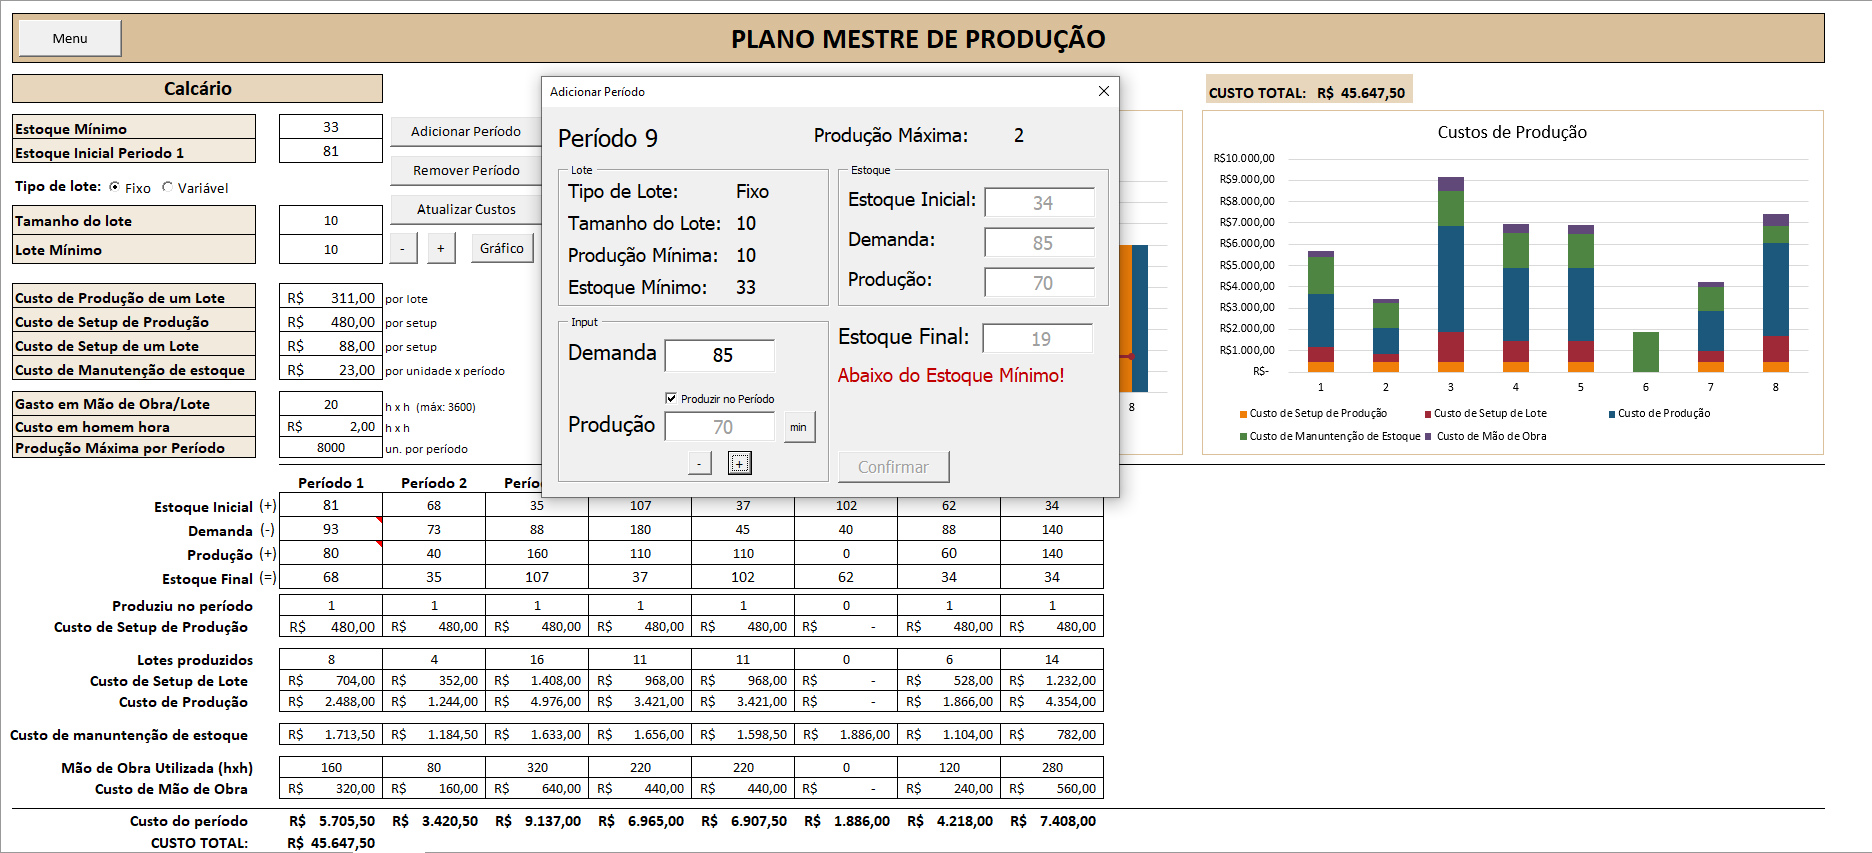 Menu
PLANO MESTRE DE PRODUÇÃO
Calcário
Estoque Mínimo 33
Estoque Inicial Periodo 1 81
Tipo de lote: Fixo Variável
Tamanho do lote 10
Lote Mínimo 10
Adicionar Período
Remover Período
Atualizar Custos
- + Gráfico
Custo de Produção de um Lote R$ 311,00 por lote
Custo de Setup de Produção R$ 480,00 por setup
Custo de Setup de um Lote R$ 88,00 por setup
Custo de Manutenção de estoque R$ 23,00 por unidade x período
Gasto em Mão de Obra/Lote 20 h x h (máx: 3600)
Custo em homem hora R$ 2,00 h x h
Produção Máxima por Período 8000 un. por período
Adicionar Período
Período 9 Produção Máxima: 2
Lote
Tipo de Lote: Fixo
Tamanho do Lote: 10
Produção Mínima: 10
Estoque Mínimo: 33
Estoque
Estoque Inicial: 34
Demanda: 85
Produção: 70
Input
Demanda 85
Produzir no Período
Produção 70 min
- +
Estoque Final: 19
Abaixo do Estoque Mínimo!
Confirmar
8
CUSTO TOTAL: R$ 45.647,50
Custos de Produção
R$10.000,00
R$9.000,00
R$8.000,00
R$7.000,00
R$6.000,00
R$5.000,00
R$4.000,00
R$3.000,00
R$2.000,00
R$1.000,00
R$-
1 2 3 4 5 6 7 8
Custo de Setup de Produção Custo de Setup de Lote Custo de Produção
Custo de Manuntenção de Estoque Custo de Mão de Obra
Período 1 Período 2 Perío
Estoque Inicial (+) 81 68 35 107 37 102 62 34
Demanda (-) 93 73 88 180 45 40 88 140
Produção (+) 80 40 160 110 110 0 60 140
Estoque Final (=) 68 35 107 37 102 62 34 34
Produziu no período 1 1 1 1 1 0 1 1
Custo de Setup de Produção R$ 480,00 R$ 480,00 R$ 480,00 R$ 480,00 R$ 480,00 R$ - R$ 480,00 R$ 480,00
Lotes produzidos 8 4 16 11 11 0 6 14
Custo de Setup de Lote R$ 704,00 R$ 352,00 R$ 1.408,00 R$ 968,00 R$ 968,00 R$ - R$ 528,00 R$ 1.232,00
Custo de Produção R$ 2.488,00 R$ 1.244,00 R$ 4.976,00 R$ 3.421,00 R$ 3.421,00 R$ - R$ 1.866,00 R$ 4.354,00
Custo de manuntenção de estoque R$ 1.713,50 R$ 1.184,50 R$ 1.633,00 R$ 1.656,00 R$ 1.598,50 R$ 1.886,00 R$ 1.104,00 R$ 782,00
Mão de Obra Utilizada (hxh) 160 80 320 220 220 0 120 280
Custo de Mão de Obra R$ 320,00 R$ 160,00 R$ 640,00 R$ 440,00 R$ 440,00 R$ - R$ 240,00 R$ 560,00
Custo do período R$ 5.705,50 R$ 3.420,50 R$ 9.137,00 R$ 6.965,00 R$ 6.907,50 R$ 1.886,00 R$ 4.218,00 R$ 7.408,00
CUSTO TOTAL: R$ 45.647,50